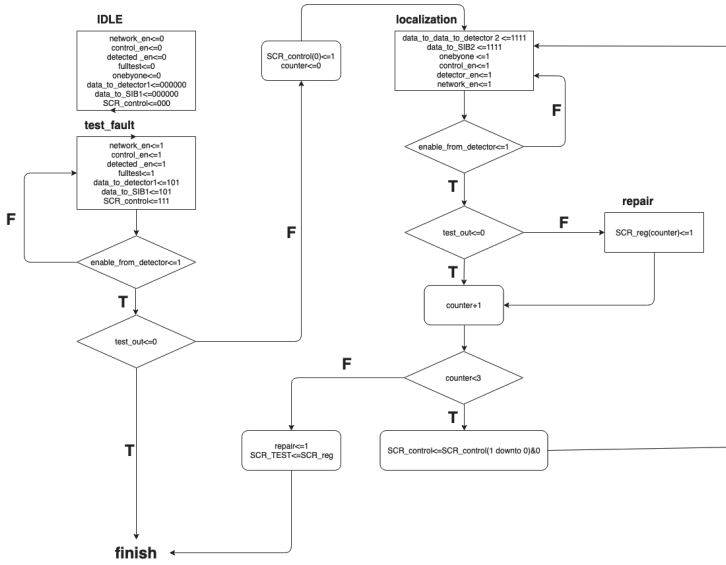 IDLE
network_en<=0
control_en<=0
detected _en<=0
fulltest<=0
onebyone<=0
data_to_detector1<=000000
data_to_SIB1<=000000
SCR_control<=000
test_fault
network_en<=1
control_en<=1
detected _en<=1
fulltest<=1
data_to_detector1<=101
data_to_SIB1<=101
SCR_control<=111
F
enable_from_detector<=1
T
test_out<=0
T
finish
SCR_control(0)<=1
counter<=0
F
localization
data_to_data_to_detector 2 <=1111
data_to_SIB2 <=1111
onebyone <=1
control_en<=1
detector_en<=1
network_en<=1
F
enable_from_detector<=1
T
test_out<=0
F
repair
SCR_reg(counter)<=1
T
counter+1
counter<3
F
T
repair<=1
SCR_TEST<=SCR_reg
SCR_control<=SCR_control(1 downto 0)&0